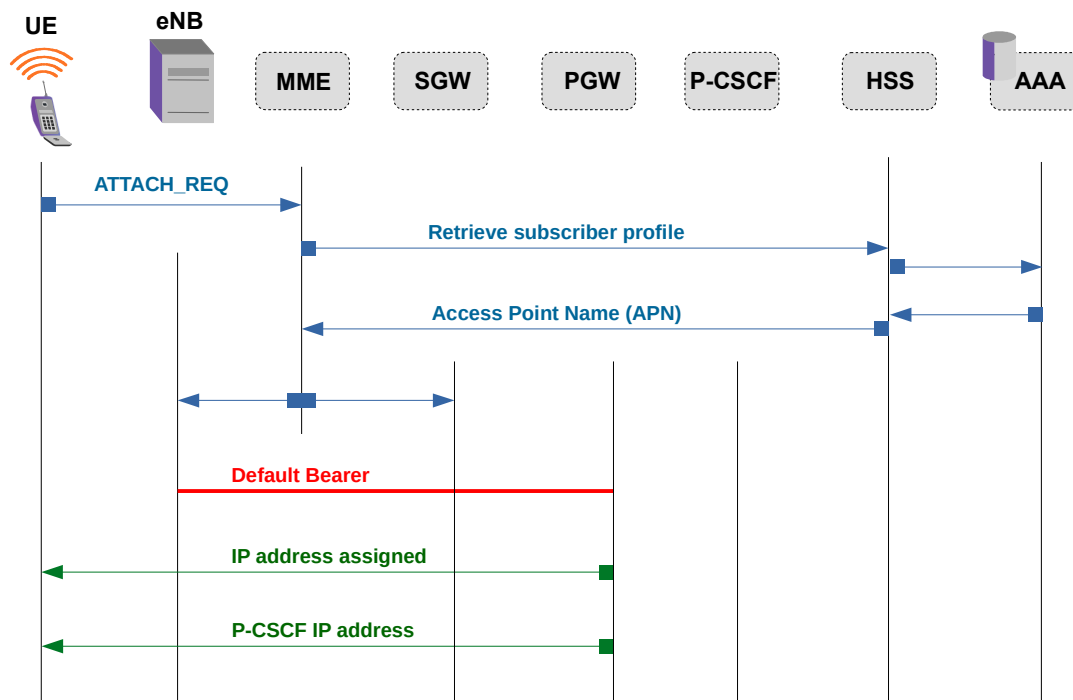 UE
eNB
MME
SGW
PGW
P-CSCF
HSS
AAA
ATTACH_REQ
Retrieve subscriber profile
Access Point Name (APN)
Default Bearer
IP address assigned
P-CSCF IP address